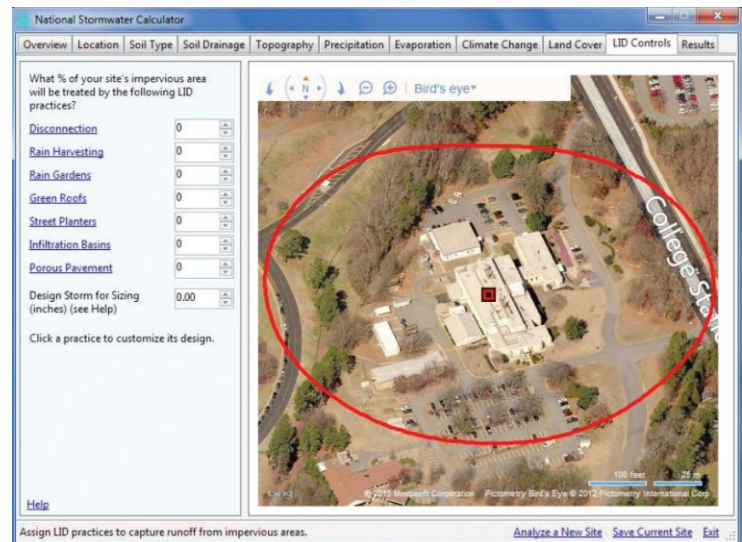 National Stormwater Calculator
Overview Location Soil Type Soil Drainage Topography Precipitation Evaporation Climate Change Land Cover LID Controls Results
What % of your site's impervious area
will be treated by the following LID
practices?
Disconnection 0
Rain Harvesting 0
Rain Gardens 0
Green Roofs 0
Street Planters 0
Infiltration Basins 0
Porous Pavement 0
Design Storm for Sizing 0.00
(inches) (see Help)
Click a practice to customize its design.
Help
N Bird's eye
College Stati
100 feet 25 m
bing © 2013 Microsoft Corporation Pictometry Bird's Eye © 2012 Pictometry International Corp
Assign LID practices to capture runoff from impervious areas. Analyze a New Site Save Current Site Exit